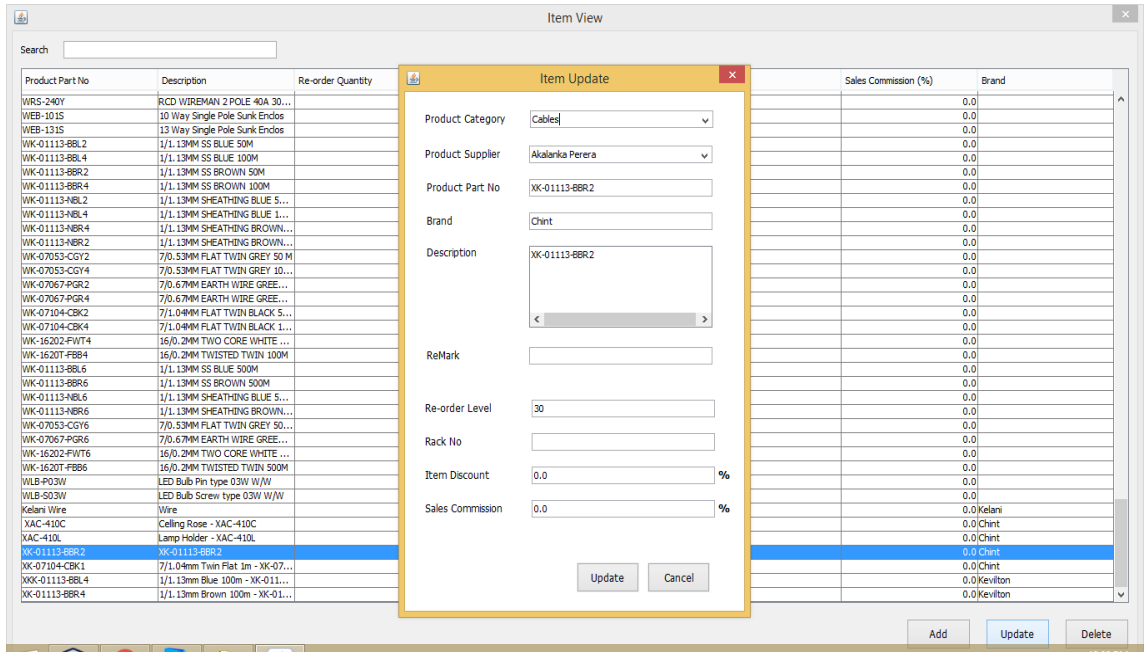 Item View
Search
Product Part No Description Re-order Quantity Sales Commission (%) Brand
WRS-240Y RCD WIREMAN 2 POLE 40A 30... 0.0
WEB-101S 10 Way Single Pole Sunk Enclos 0.0
WEB-131S 13 Way Single Pole Sunk Enclos 0.0
WK-01113-BBL2 1/1.13MM SS BLUE 50M 0.0
WK-01113-BBL4 1/1.13MM SS BLUE 100M 0.0
WK-01113-BBR2 1/1.13MM SS BROWN 50M 0.0
WK-01113-BBR4 1/1.13MM SS BROWN 100M 0.0
WK-01113-NBL2 1/1.13MM SHEATHING BLUE 5... 0.0
WK-01113-NBL4 1/1.13MM SHEATHING BLUE 1... 0.0
WK-01113-NBR4 1/1.13MM SHEATHING BROWN... 0.0
WK-01113-NBR2 1/1.13MM SHEATHING BROWN... 0.0
WK-07053-CGY2 7/0.53MM FLAT TWIN GREY 50 M 0.0
WK-07053-CGY4 7/0.53MM FLAT TWIN GREY 10... 0.0
WK-07067-PGR2 7/0.67MM EARTH WIRE GREE... 0.0
WK-07067-PGR4 7/0.67MM EARTH WIRE GREE... 0.0
WK-07104-CBK2 7/1.04MM FLAT TWIN BLACK 5... 0.0
WK-07104-CBK4 7/1.04MM FLAT TWIN BLACK 1... 0.0
WK-16202-FWT4 16/0.2MM TWO CORE WHITE ... 0.0
WK-1620T-FBB4 16/0.2MM TWISTED TWIN 100M 0.0
WK-01113-BBL6 1/1.13MM SS BLUE 500M 0.0
WK-01113-BBR6 1/1.13MM SS BROWN 500M 0.0
WK-01113-NBL6 1/1.13MM SHEATHING BLUE 5... 0.0
WK-01113-NBR6 1/1.13MM SHEATHING BROWN... 0.0
WK-07053-CGY6 7/0.53MM FLAT TWIN GREY 50... 0.0
WK-07067-PGR6 7/0.67MM EARTH WIRE GREE... 0.0
WK-16202-FWT6 16/0.2MM TWO CORE WHITE ... 0.0
WK-1620T-FBB6 16/0.2MM TWISTED TWIN 500M 0.0
WLB-P03W LED Bulb Pin type 03W W/W 0.0
WLB-S03W LED Bulb Screw type 03W W/W 0.0
Kelani Wire Wire 0.0 Kelani
XAC-410C Celling Rose - XAC-410C 0.0 Chint
XAC-410L Lamp Holder - XAC-410L 0.0 Chint
XK-01113-BBR2 XK-01113-BBR2 0.0 Chint
XK-07104-CBK1 7/1.04mm Twin Flat 1m - XK-07... 0.0 Chint
XKK-01113-BBL4 1/1.13mm Blue 100m - XK-011... 0.0 Kevilton
XK-01113-BBR4 1/1.13mm Brown 100m - XK-01... 0.0 Kevilton
Item Update
Product Category Cables
Product Supplier Akalanka Perera
Product Part No XK-01113-BBR2
Brand Chint
Description XK-01113-BBR2
ReMark
Re-order Level 30
Rack No
Item Discount 0.0 %
Sales Commission 0.0 %
Update Cancel
Add Update Delete